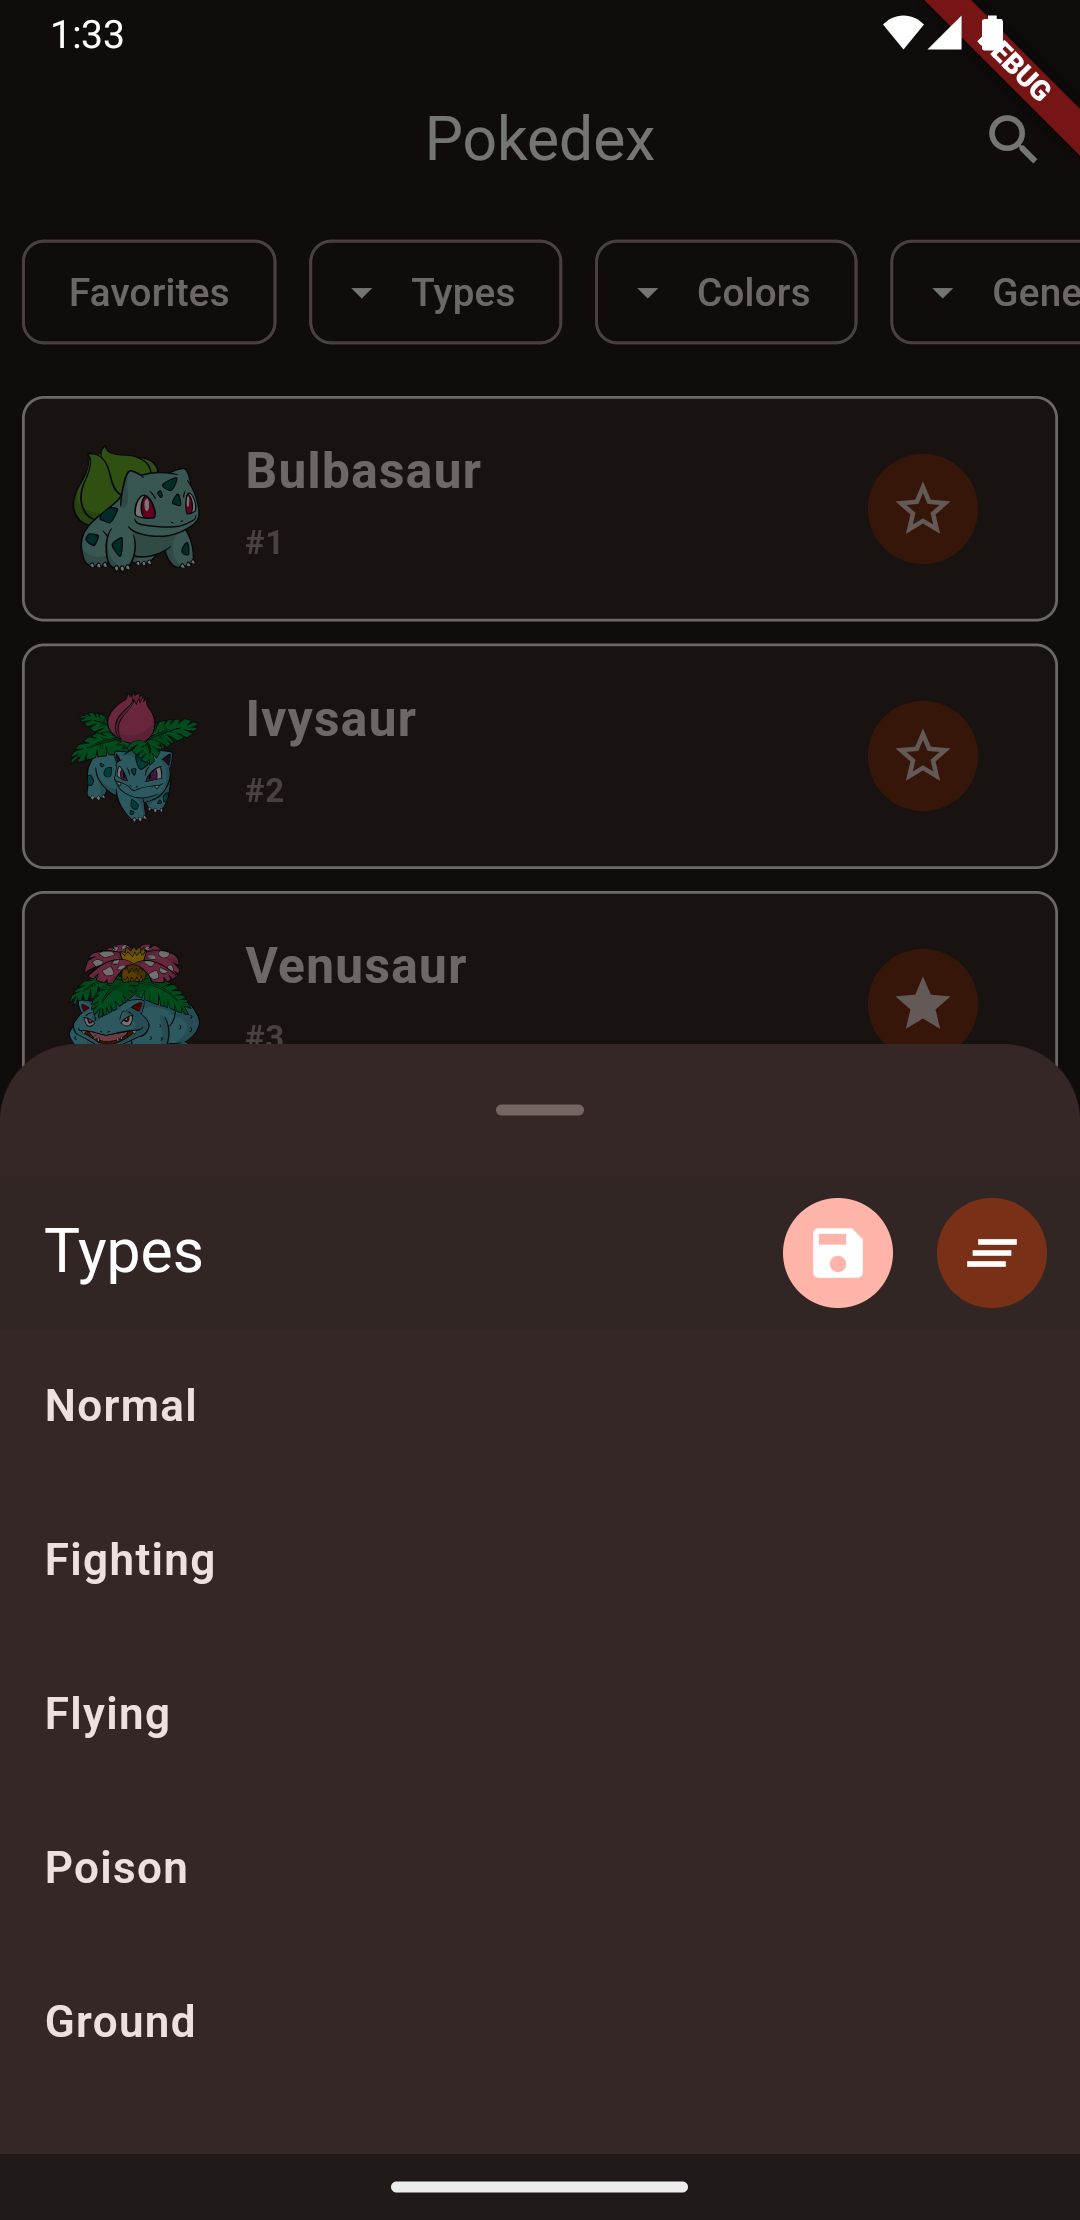 1:33
DEBUG
Pokedex
Favorites
Types
Colors
Gene
Bulbasaur
#1
Ivysaur
#2
Venusaur
#3
Types
Normal
Fighting
Flying
Poison
Ground